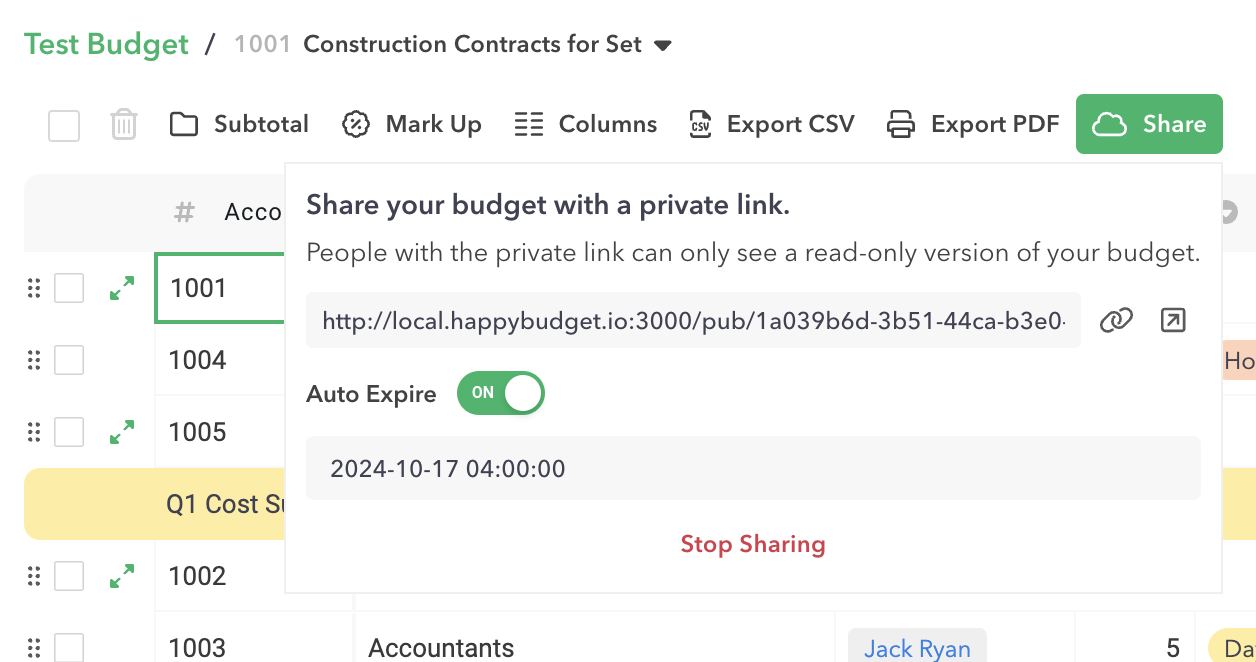 Test Budget / 1001 Construction Contracts for Set
Subtotal Mark Up Columns Export CSV Export PDF Share
# Acco
Share your budget with a private link.
People with the private link can only see a read-only version of your budget.
1001
http://local.happybudget.io:3000/pub/1a039b6d-3b51-44ca-b3e0-
1004
Ho
Auto Expire ON
1005
2024-10-17 04:00:00
Q1 Cost Su
Stop Sharing
1002
1003 Accountants Jack Ryan 5 Da